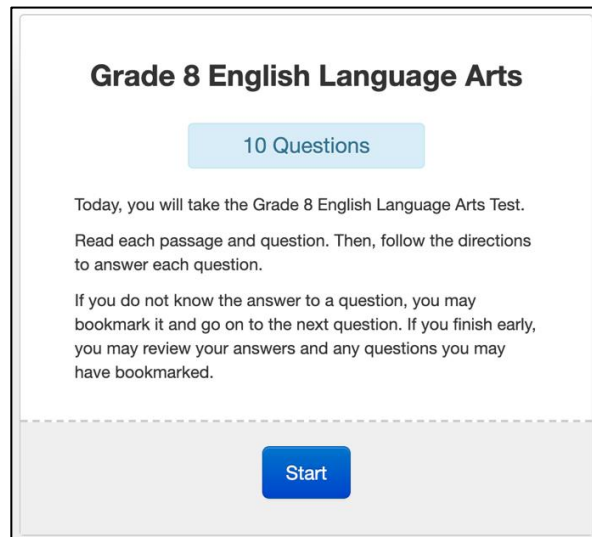 Grade 8 English Language Arts
10 Questions
Today, you will take the Grade 8 English Language Arts Test.
Read each passage and question. Then, follow the directions
to answer each question.
If you do not know the answer to a question, you may
bookmark it and go on to the next question. If you finish early,
you may review your answers and any questions you may
have bookmarked.
Start